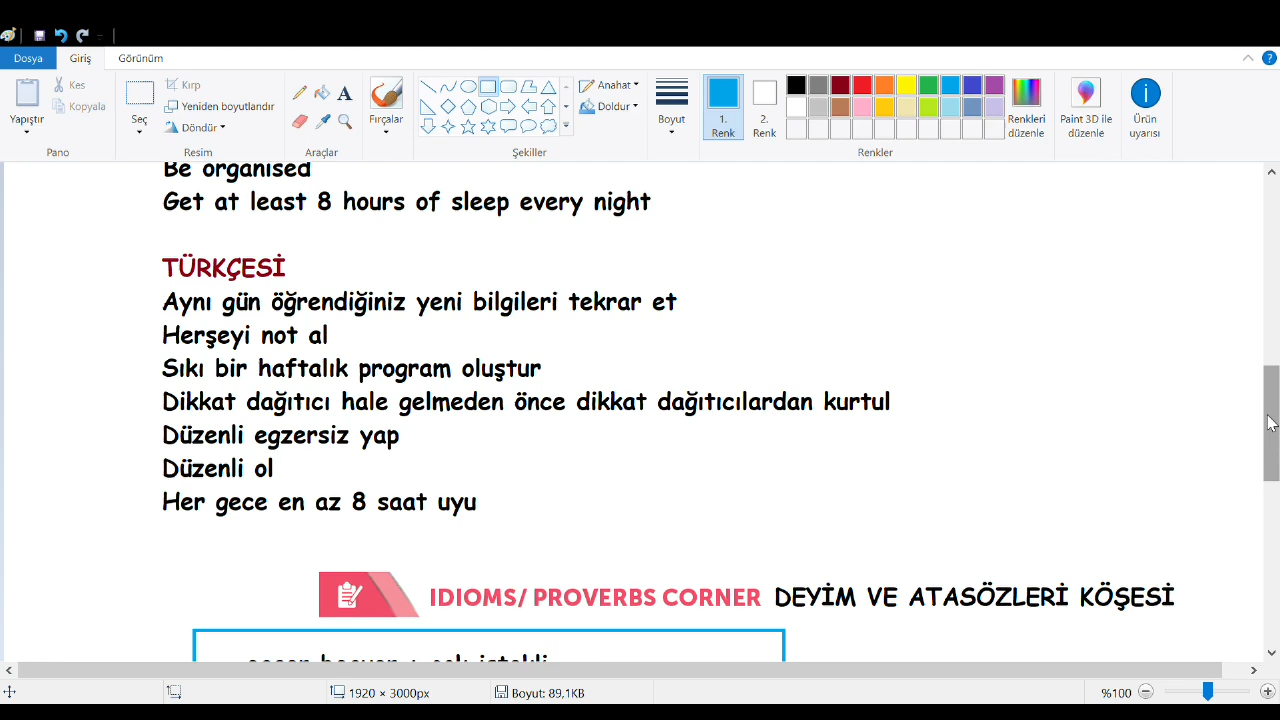 Dosya Giriş Görünüm
Yapıştır
Kes
Kopyala
Pano
Seç
Kırp
Yeniden boyutlandır
Döndür
Resim
Araçlar
Fırçalar
Anahat
Doldur
Şekiller
Boyut
1. Renk
2. Renk
Renkleri düzenle
Renkler
Paint 3D ile düzenle
Ürün uyarısı
Be organised
Get at least 8 hours of sleep every night
TÜRKÇESİ
Aynı gün öğrendiğiniz yeni bilgileri tekrar et
Herşeyi not al
Sıkı bir haftalık program oluştur
Dikkat dağıtıcı hale gelmeden önce dikkat dağıtıcılardan kurtul
Düzenli egzersiz yap
Düzenli ol
Her gece en az 8 saat uyu
IDIOMS/ PROVERBS CORNER DEYİM VE ATASÖZLERİ KÖŞESİ
1920 × 3000px
Boyut: 89,1KB
%100